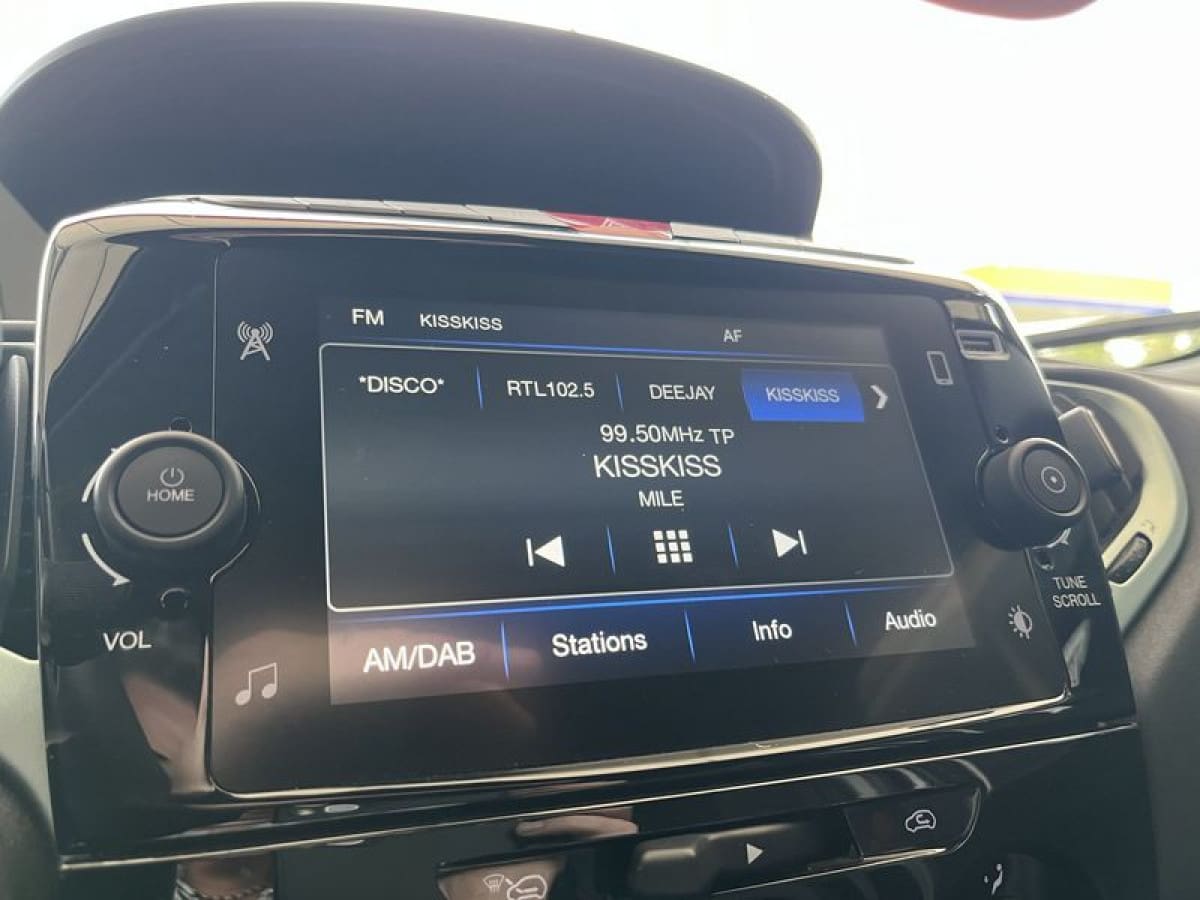 FM KISSKISS AF
*DISCO* RTL102.5 DEEJAY KISSKISS
99.50MHz TP
KISSKISS
MILE
AM/DAB Stations Info Audio
HOME
VOL
TUNE
SCROLL